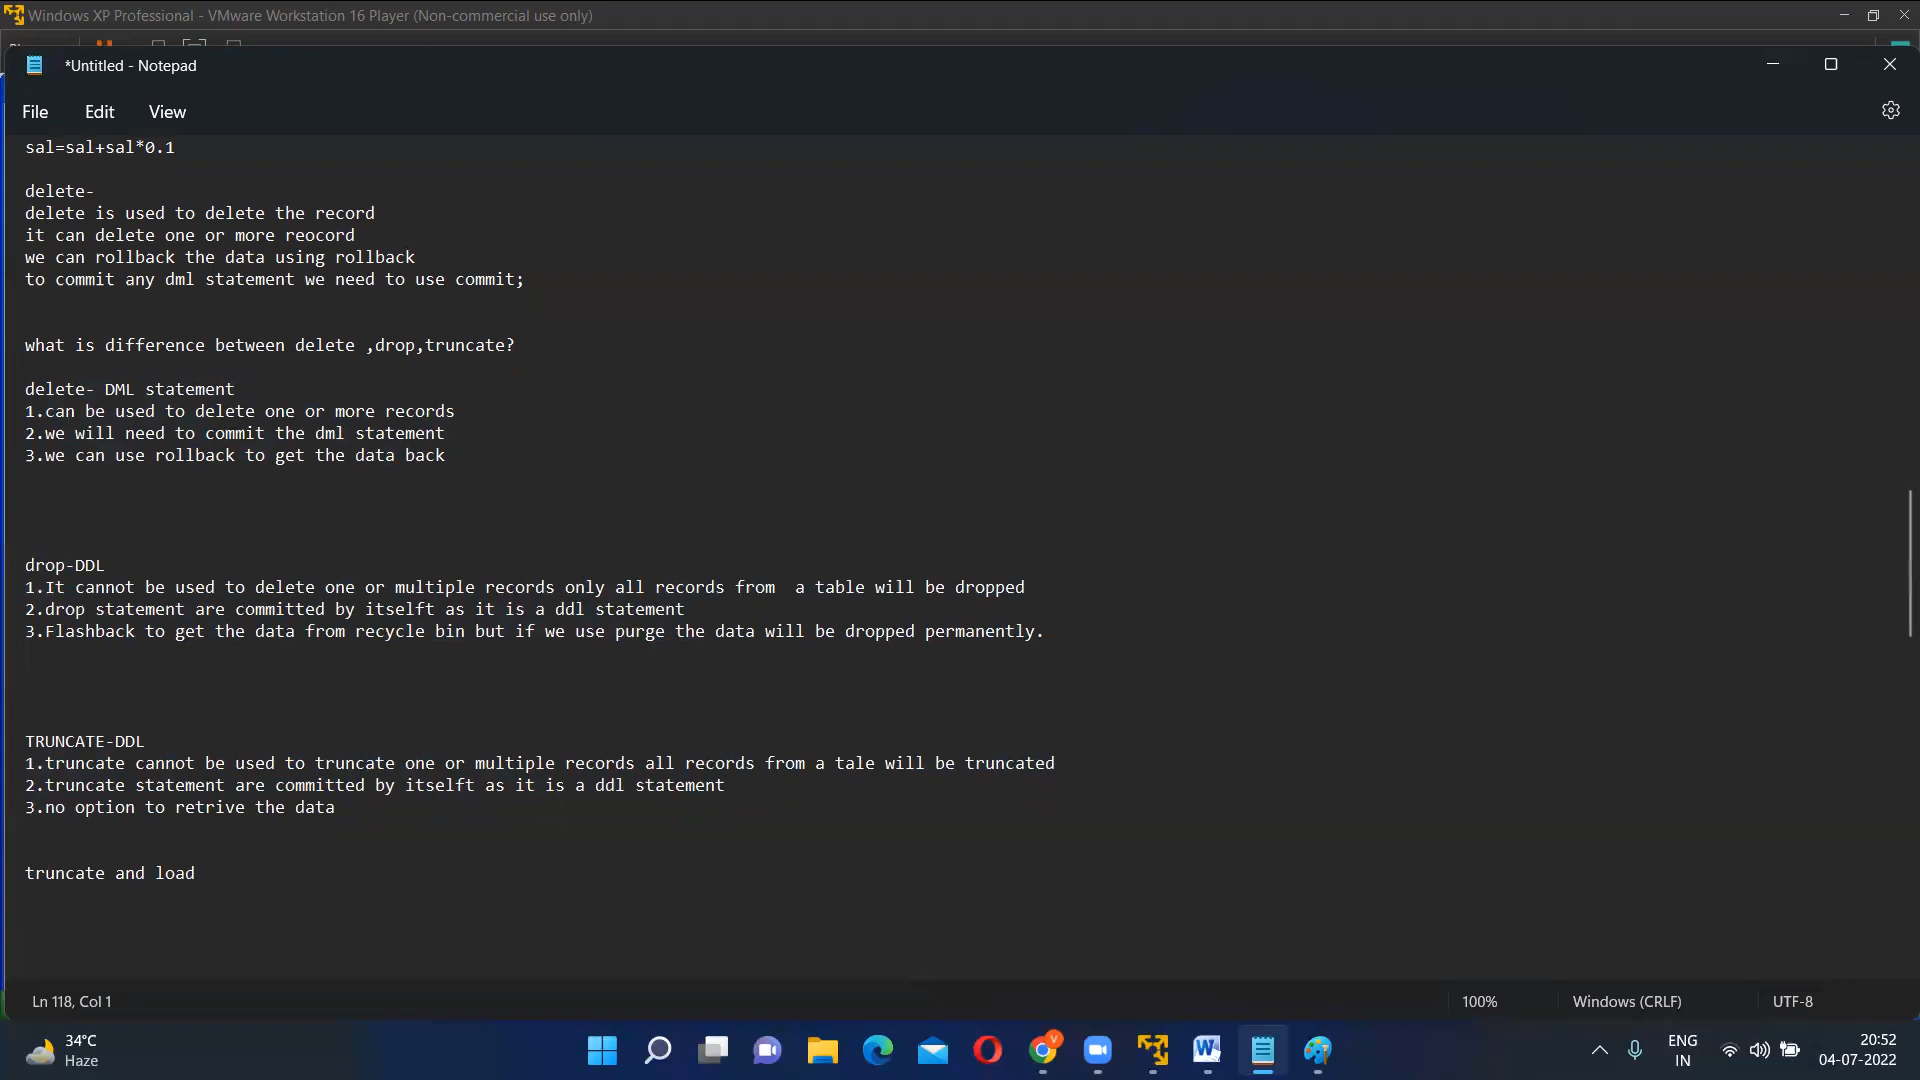 Windows XP Professional - VMware Workstation 16 Player (Non-commercial use only)
*Untitled - Notepad
File Edit View
sal=sal+sal*0.1
delete-
delete is used to delete the record
it can delete one or more reocord
we can rollback the data using rollback
to commit any dml statement we need to use commit;
what is difference between delete ,drop,truncate?
delete- DML statement
1.can be used to delete one or more records
2.we will need to commit the dml statement
3.we can use rollback to get the data back
drop-DDL
1.It cannot be used to delete one or multiple records only all records from  a table will be dropped
2.drop statement are committed by itselft as it is a ddl statement
3.Flashback to get the data from recycle bin but if we use purge the data will be dropped permanently.
TRUNCATE-DDL
1.truncate cannot be used to truncate one or multiple records all records from a tale will be truncated
2.truncate statement are committed by itselft as it is a ddl statement
3.no option to retrive the data
truncate and load
Ln 118, Col 1 100% Windows (CRLF) UTF-8
34°C
Haze
V
W
ENG
IN
20:52
04-07-2022